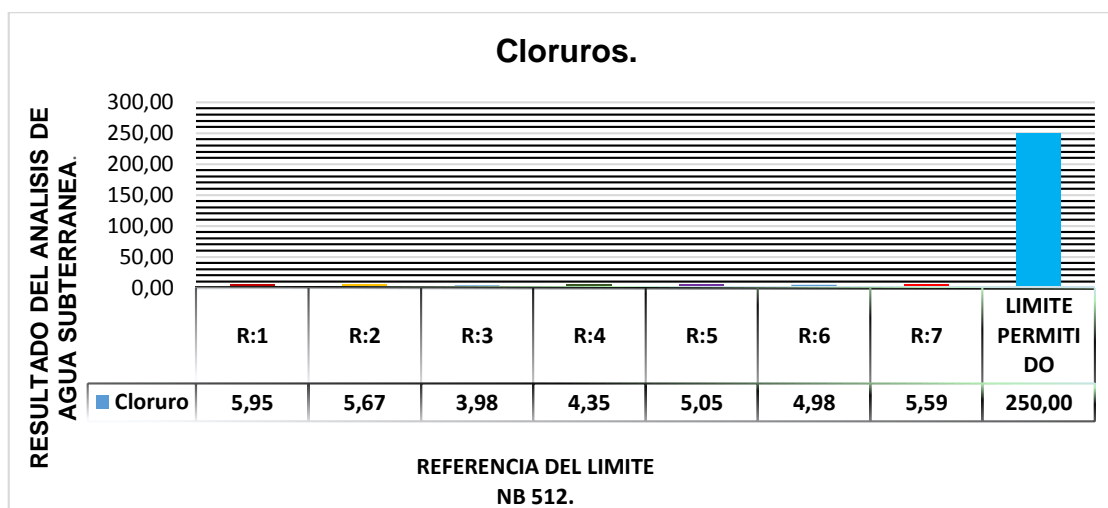 Cloruros.
RESULTADO DEL ANALISIS DE
AGUA SUBTERRANEA.
300,00
250,00
200,00
150,00
100,00
50,00
0,00
R:1 R:2 R:3 R:4 R:5 R:6 R:7 LIMITE
PERMITI
DO
Cloruro 5,95 5,67 3,98 4,35 5,05 4,98 5,59 250,00
REFERENCIA DEL LIMITE
NB 512.